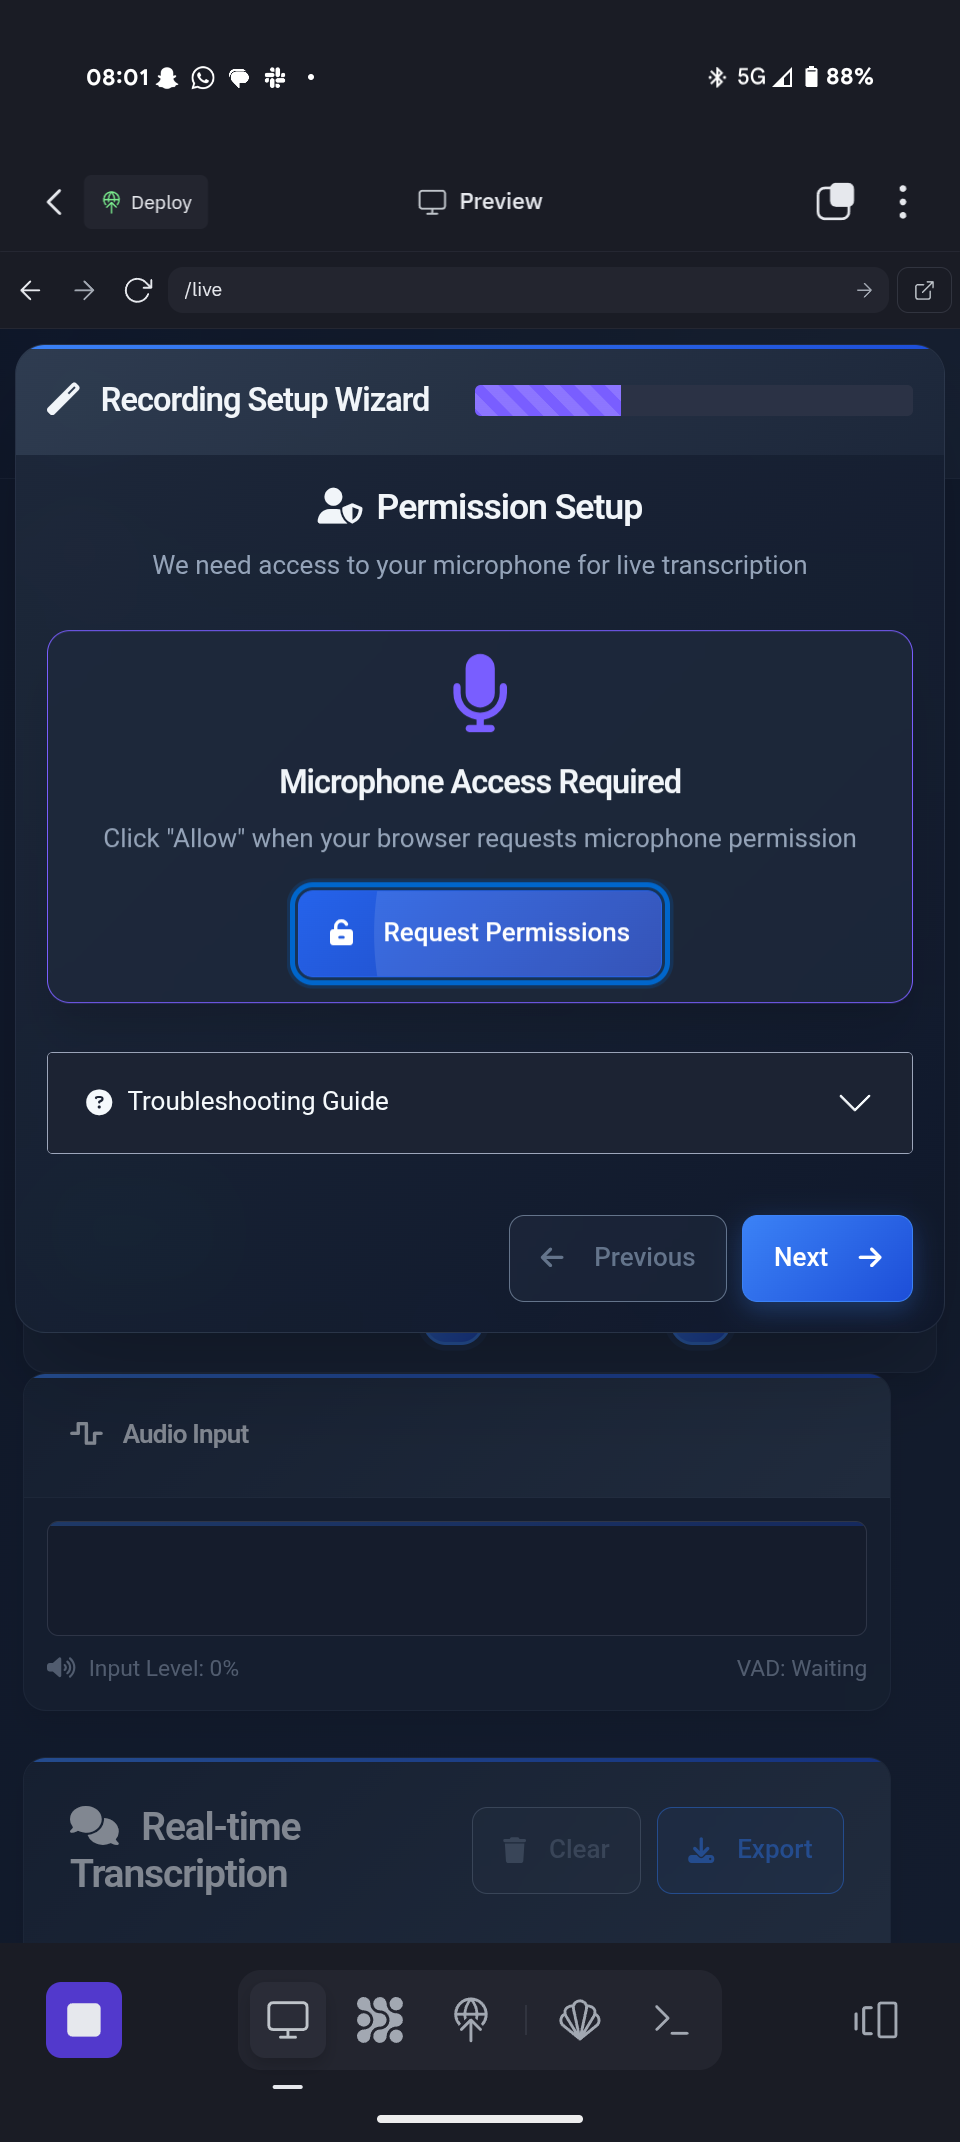 08:01
5G 88%
Deploy
Preview
/live
Recording Setup Wizard
Permission Setup
We need access to your microphone for live transcription
Microphone Access Required
Click "Allow" when your browser requests microphone permission
Request Permissions
Troubleshooting Guide
Previous
Next
Audio Input
Input Level: 0%
VAD: Waiting
Real-time
Transcription
Clear
Export